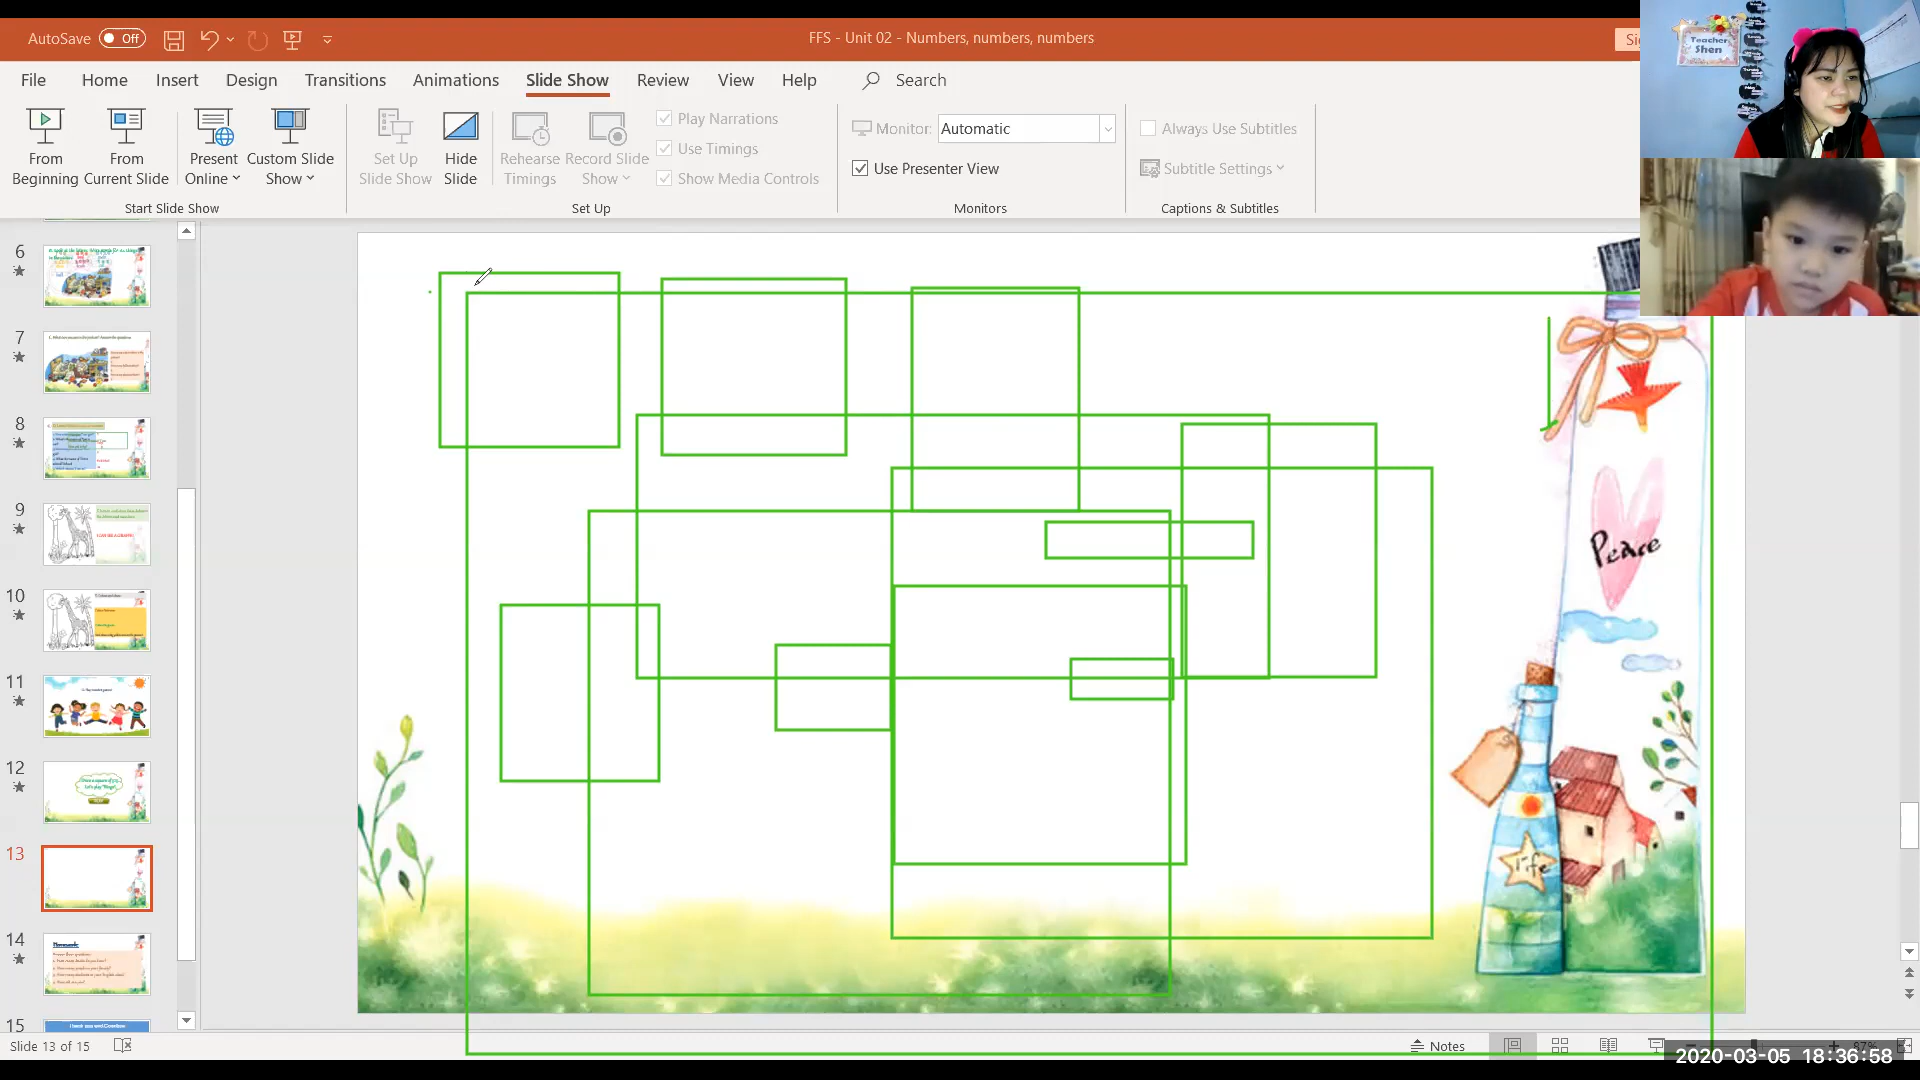 AutoSave Off
FFS - Unit 02 - Numbers, numbers, numbers
File Home Insert Design Transitions Animations Slide Show Review View Help Search
From Beginning
From Current Slide
Present Online
Custom Slide Show
Set Up Slide Show
Hide Slide
Rehearse Timings
Record Slide Show
Play Narrations
Use Timings
Show Media Controls
Monitor: Automatic
Use Presenter View
Always Use Subtitles
Subtitle Settings
Start Slide Show
Set Up
Monitors
Captions & Subtitles
Teacher
Shen
6
7
8
9
10
11
12
13
14
15
Peace
life
Slide 13 of 15
Notes
87%
2020-03-05 18:36:58